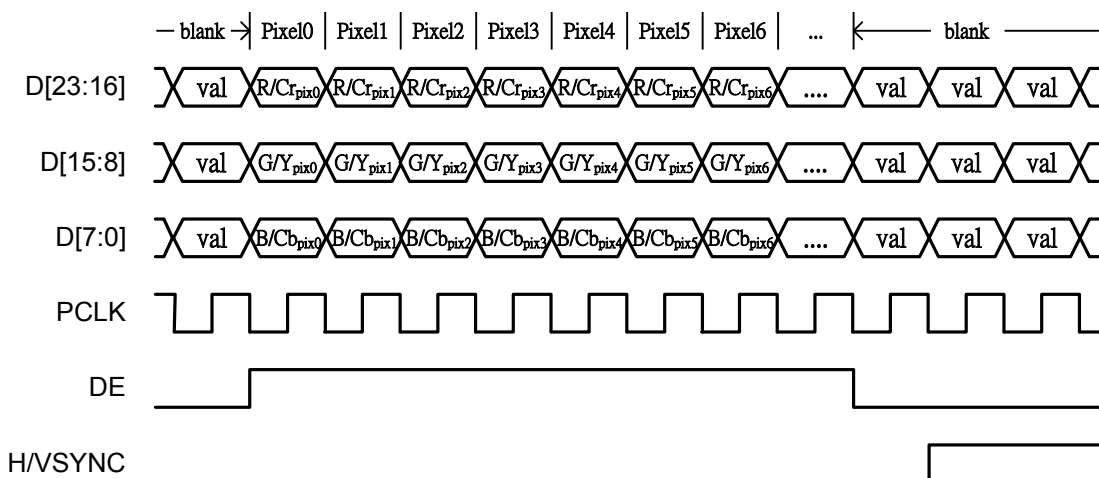 blank Pixel0 Pixel1 Pixel2 Pixel3 Pixel4 Pixel5 Pixel6 ... blank
D[23:16] val R/Crpix0 R/Crpix1 R/Crpix2 R/Crpix3 R/Crpix4 R/Crpix5 R/Crpix6 .... val val val
D[15:8] val G/Ypix0 G/Ypix1 G/Ypix2 G/Ypix3 G/Ypix4 G/Ypix5 G/Ypix6 .... val val val
D[7:0] val B/Cbpix0 B/Cbpix1 B/Cbpix2 B/Cbpix3 B/Cbpix4 B/Cbpix5 B/Cbpix6 .... val val val
PCLK
DE
H/VSYNC